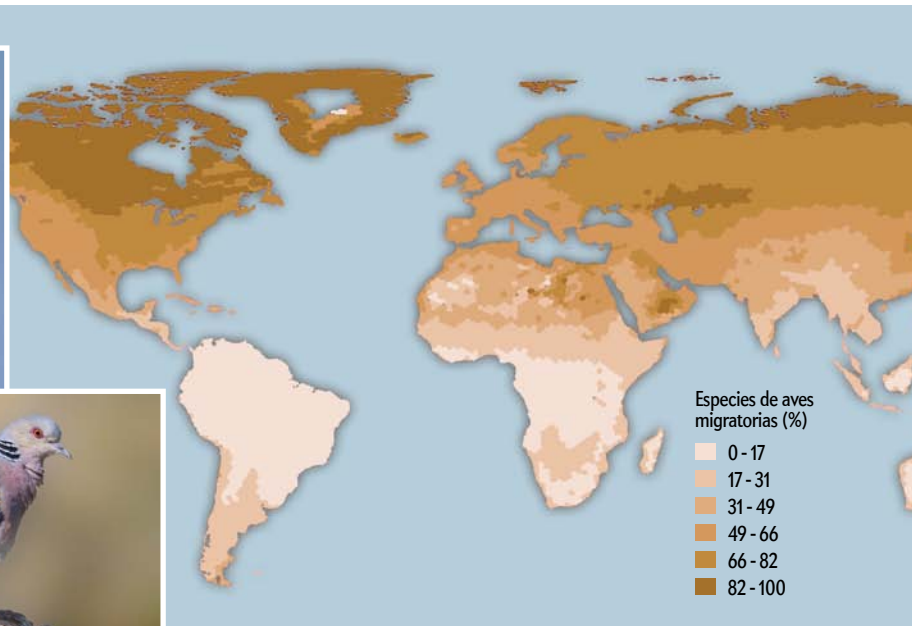 Especies de aves
migratorias (%)
0 - 17
17 - 31
31 - 49
49 - 66
66 - 82
82 - 100